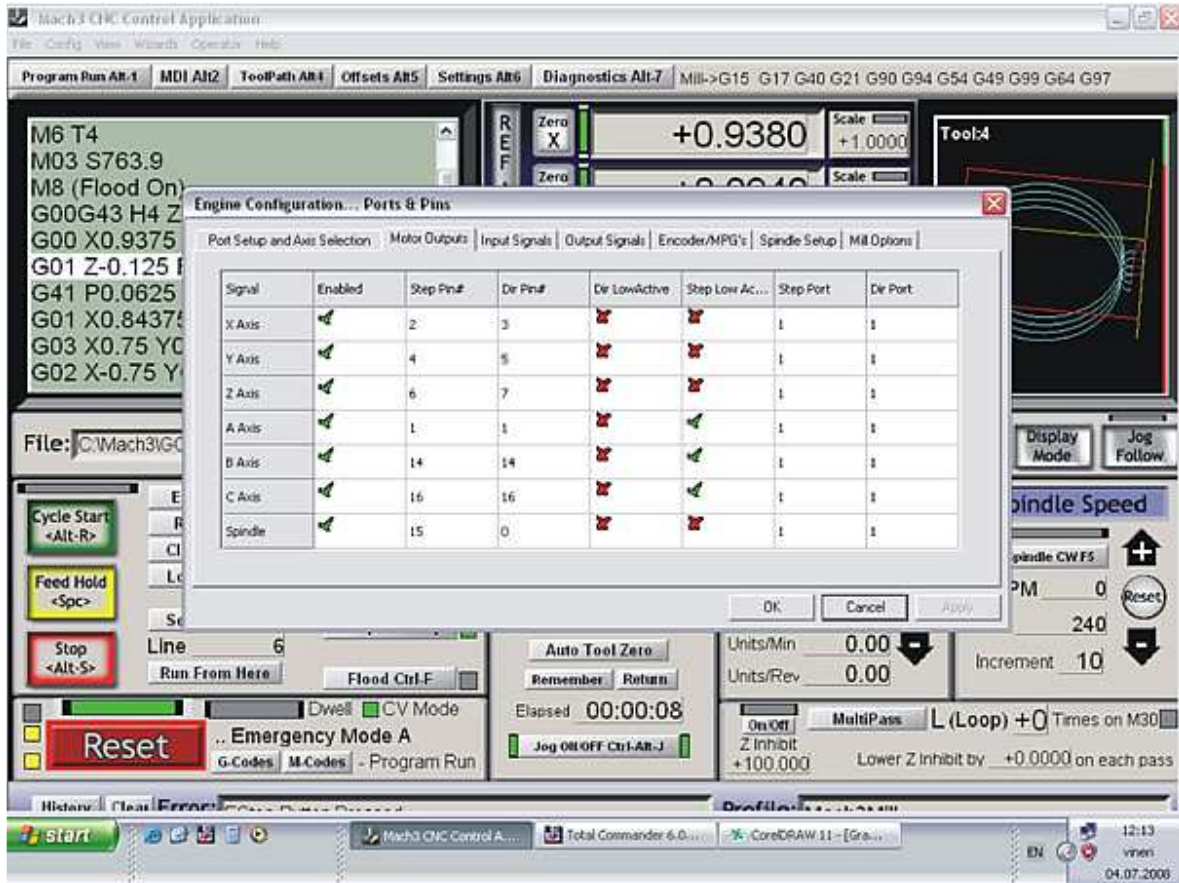 Mach3 CNC Control Application
File Config View Wizards Operator Help
Program Run Alt-1 MDI Alt2 ToolPath Alt4 Offsets Alt5 Settings Alt6 Diagnostics Alt-7 Mill->G15 G17 G40 G21 G90 G94 G54 G49 G99 G64 G97
M6 T4
M03 S763.9
M8 (Flood On)
G00G43 H4 Z
G00 X0.9375
G01 Z-0.125
G41 P0.0625
G01 X0.84375
G03 X0.75
G02 X-0.75
REF
Zero X +0.9380 Scale +1.0000
Zero Scale
Tool:4
Engine Configuration... Ports & Pins
Port Setup and Axis Selection Motor Outputs Input Signals Output Signals Encoder/MPG's Spindle Setup Mill Options
Signal Enabled Step Pin# Dir Pin# Dir LowActive Step Low Ac... Step Port Dir Port
X Axis 2 3 1 1
Y Axis 4 5 1 1
Z Axis 6 7 1 1
A Axis 1 1 1 1
B Axis 14 14 1 1
C Axis 16 16 1 1
Spindle 15 0 1 1
OK Cancel Apply
File: C:\Mach3\GC
Display Mode
Jog Follow
Cycle Start <Alt-R>
Feed Hold <Spc>
Stop <Alt-S>
Line 6
Run From Here
Flood Ctrl-F
Dwell CV Mode
Reset
.. Emergency Mode A
G-Codes M-Codes - Program Run
Auto Tool Zero
Remember Return
Elapsed 00:00:08
Jog ON/OFF Ctrl-Alt-J
Units/Min 0.00
Units/Rev 0.00
pindle Speed
pindle CW F5
PM 0
Reset
240
Increment 10
On/Off
Z Inhibit
+100.000
MultiPass L (Loop) +0 Times on M30
Lower Z Inhibit by +0.0000 on each pass
History Clear Error:
Profile:
start
Mach3 CNC Control A...
Total Commander 6.0...
CorelDRAW 11 - [Gra...
EN
12:13
vineri
04.07.2008